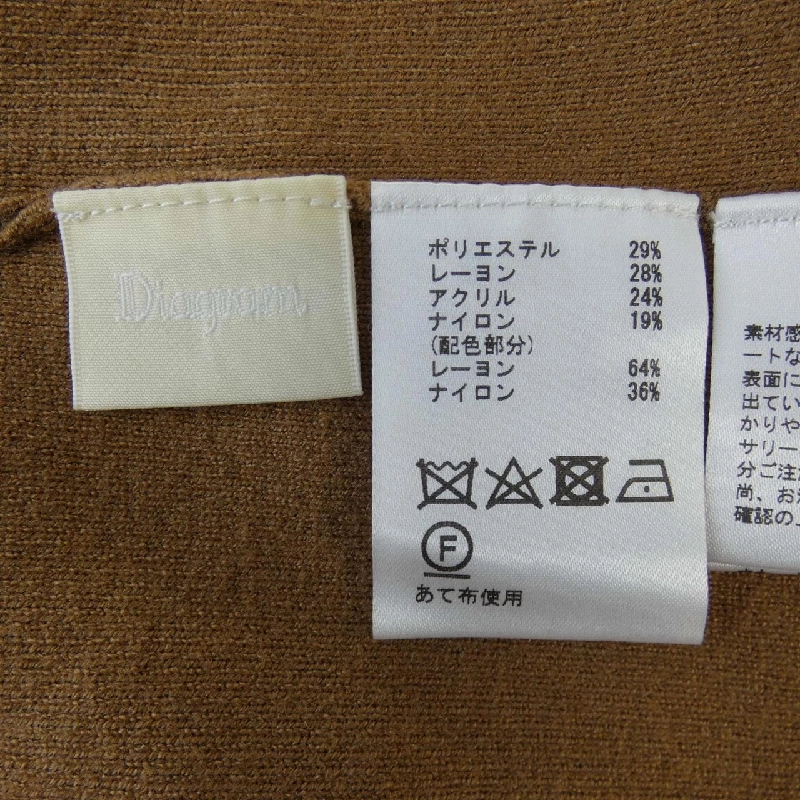 Diagram
ポリエステル 29%
レーヨン 28%
アクリル 24%
ナイロン 19%
(配色部分)
レーヨン 64%
ナイロン 36%
F
あて布使用
素材感
ートな
表面に
出てい
かりや
サリー
分ご注
尚、お
確認の